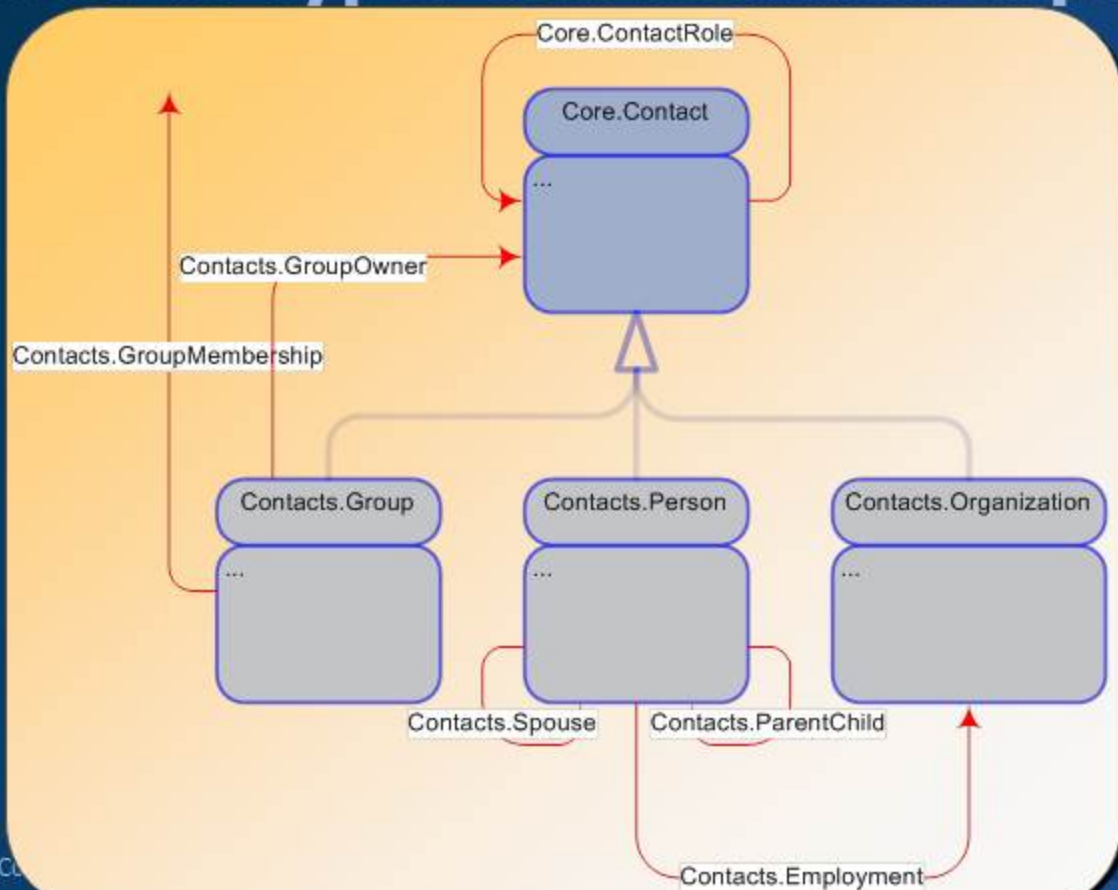 Core.ContactRole
Core.Contact
...
Contacts.GroupOwner
Contacts.GroupMembership
Contacts.Group
Contacts.Person
Contacts.Organization
...
...
...
Contacts.Spouse
Contacts.ParentChild
Contacts.Employment